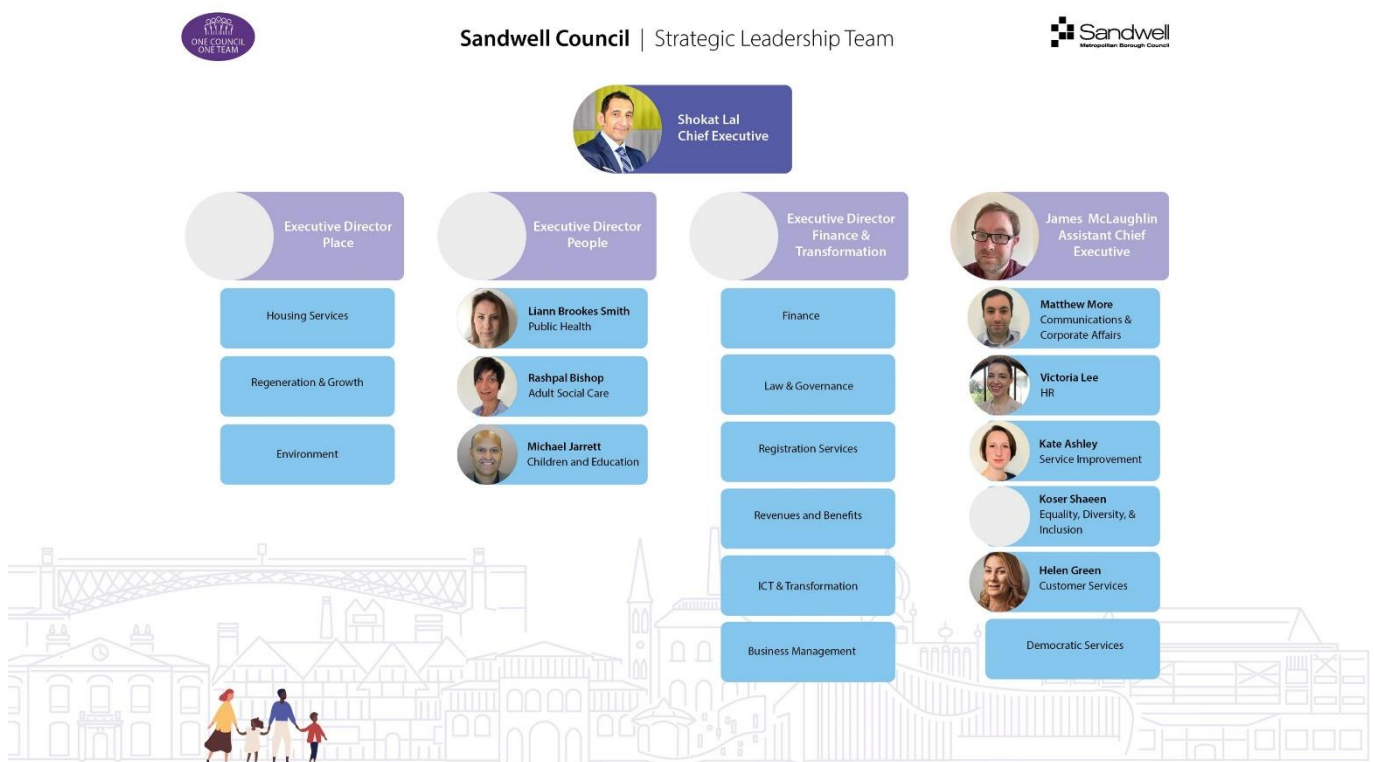 ONE COUNCIL
ONE TEAM
Sandwell Council | Strategic Leadership Team
Sandwell
Metropolitan Borough Council
Shokat Lal
Chief Executive
Executive Director
Place
Housing Services
Regeneration & Growth
Environment
Executive Director
People
Liann Brookes Smith
Public Health
Rashpal Bishop
Adult Social Care
Michael Jarrett
Children and Education
Executive Director
Finance &
Transformation
Finance
Law & Governance
Registration Services
Revenues and Benefits
ICT & Transformation
Business Management
James McLaughlin
Assistant Chief
Executive
Matthew More
Communications &
Corporate Affairs
Victoria Lee
HR
Kate Ashley
Service Improvement
Koser Shaeen
Equality, Diversity, &
Inclusion
Helen Green
Customer Services
Democratic Services